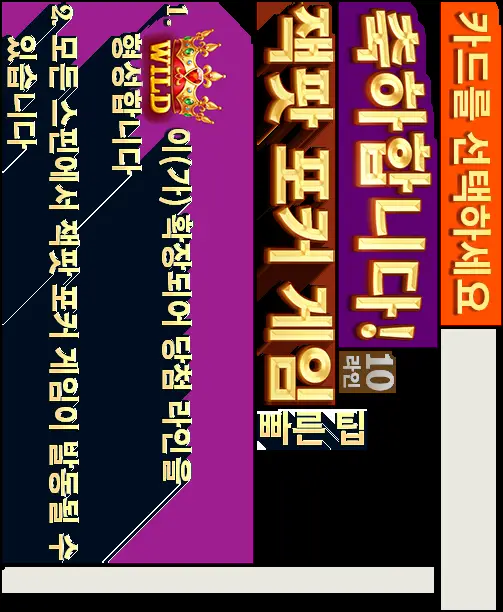 카드를 선택하세요
축하합니다!
10
라인
잭팟 포커 게임
빠른 팁
1. WILD 이(가) 확장되어 당첨 라인을
형성합니다
2. 모든 스핀에서 잭팟 포커 게임이 발동될 수
있습니다